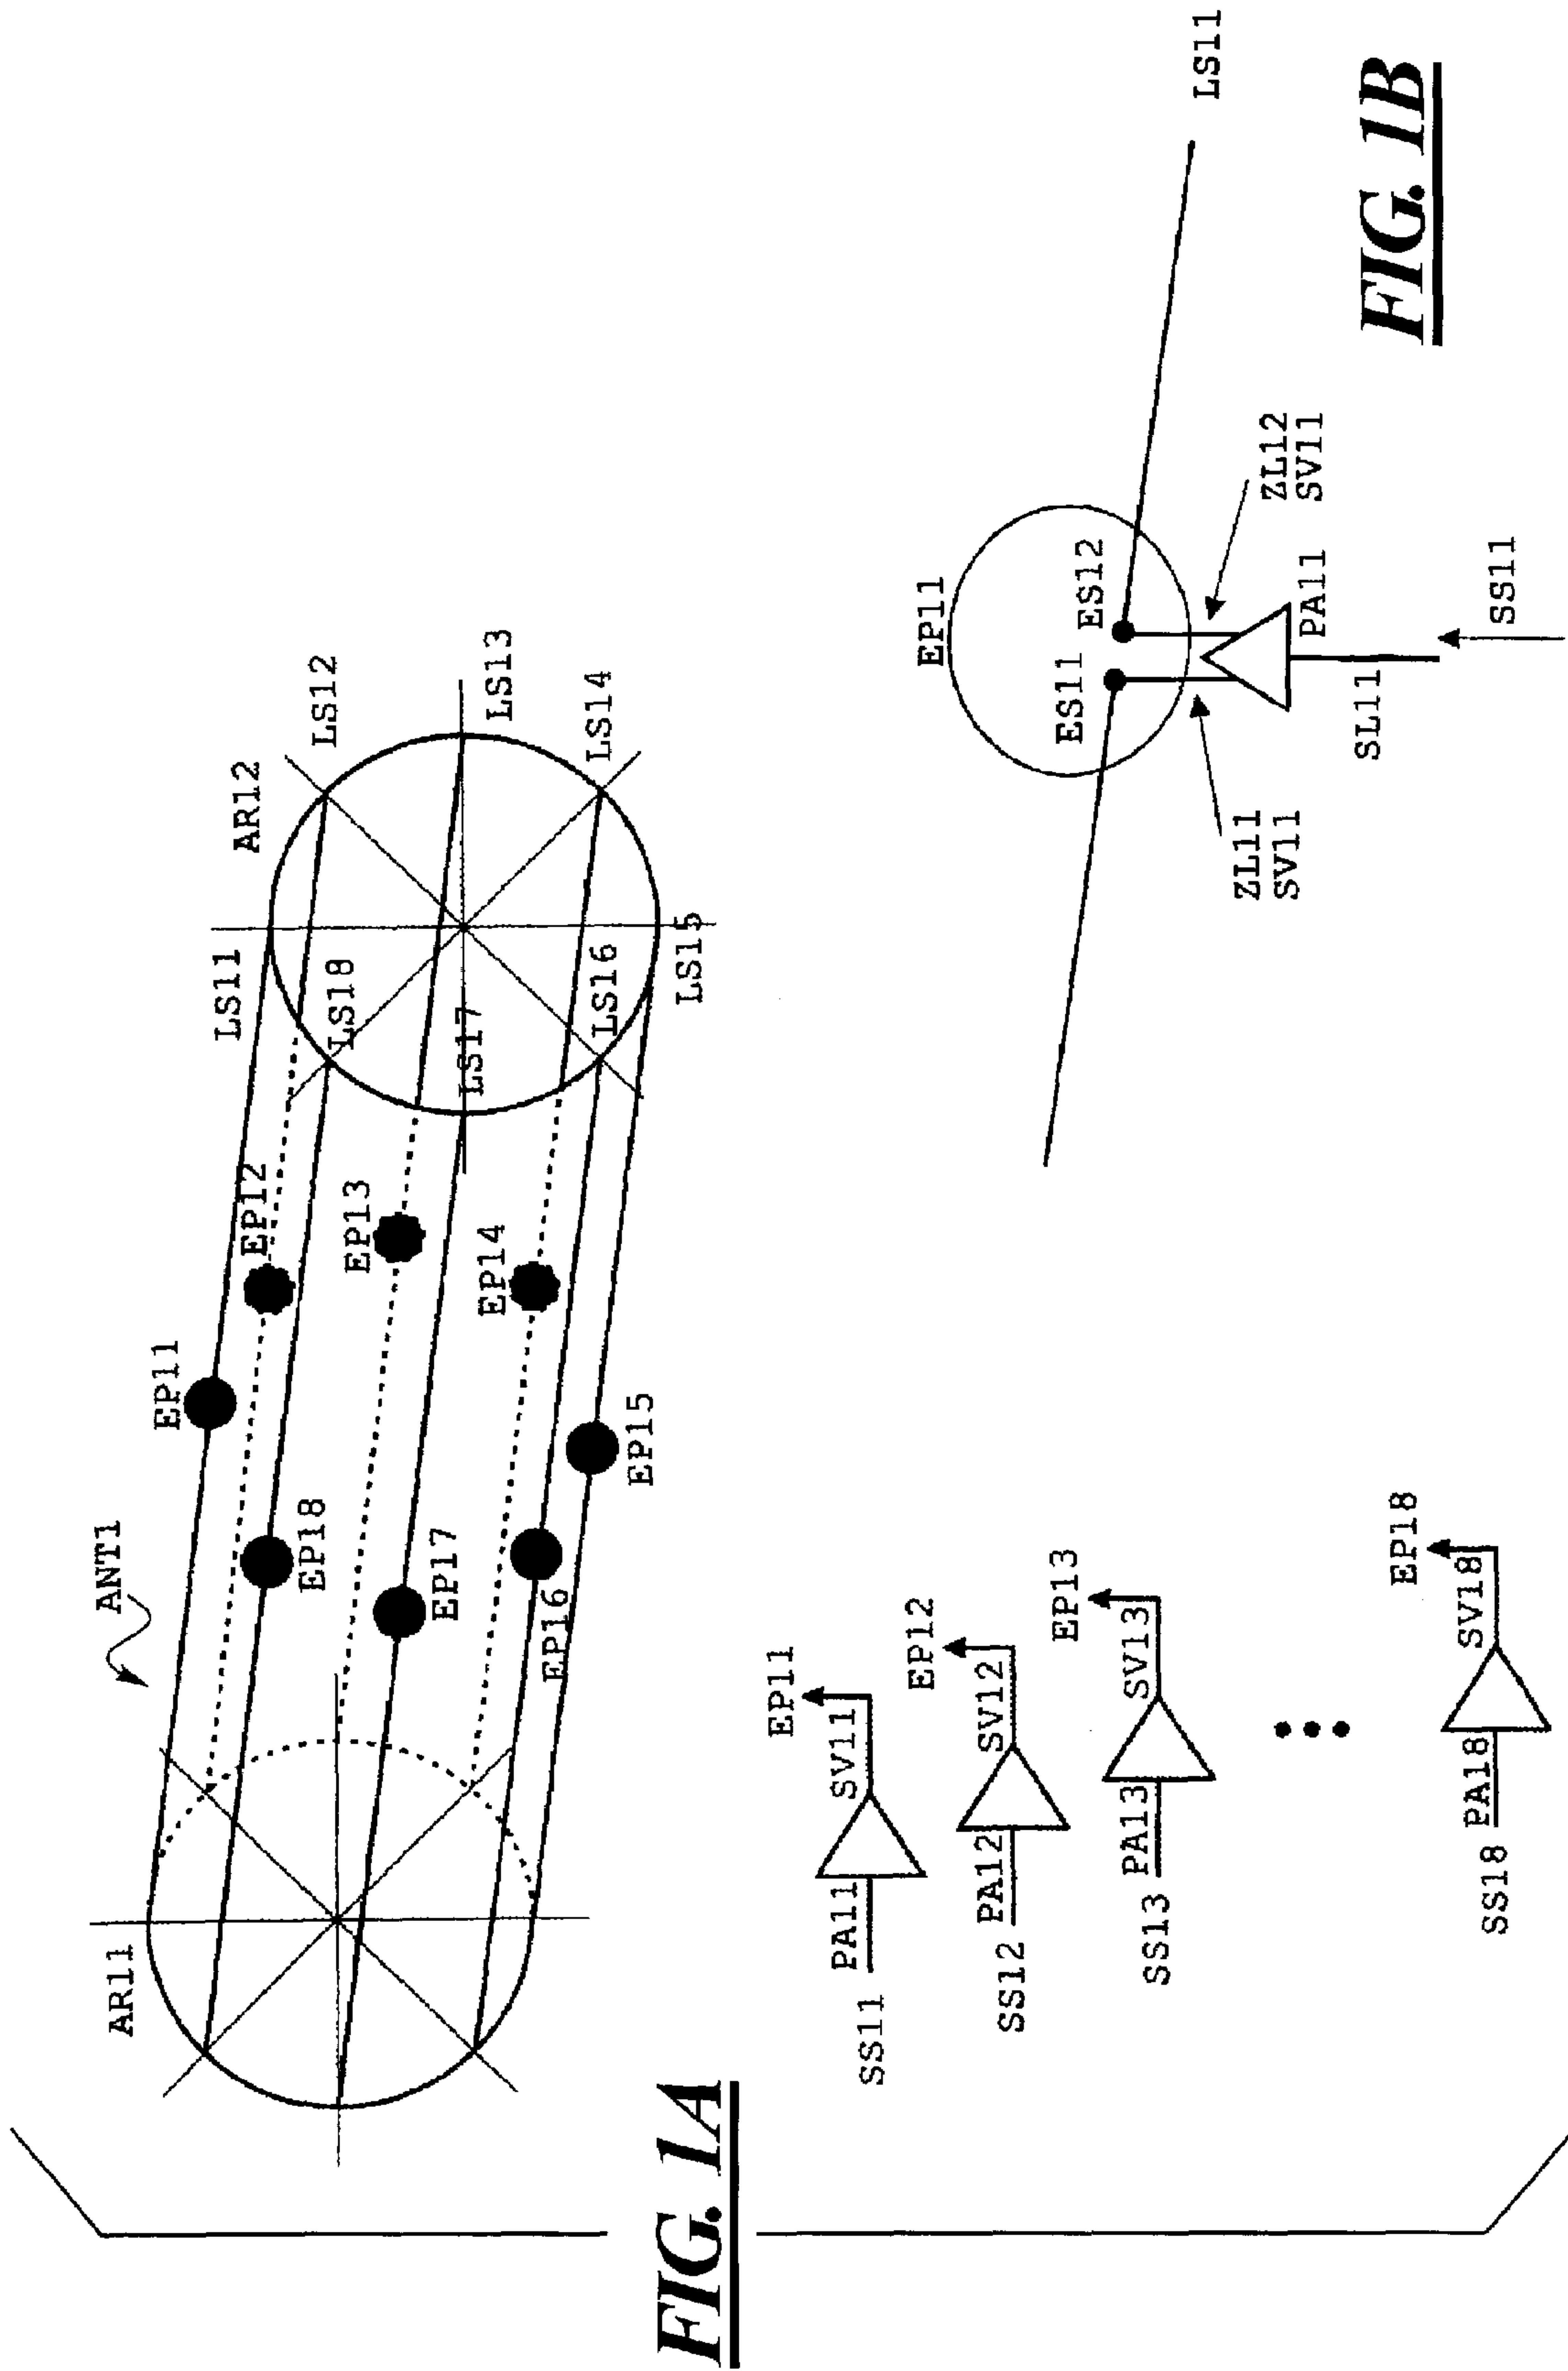 ANT1
AR11
EP11
EP12
EP18
EP13
EP17
EP14
EP16
EP15
LS11
AR12
LS12
LS18
LS13
LS17
LS14
LS16
LS15
SS11
PA11
SV11
EP11
SS12
PA12
SV12
EP12
SS13
PA13
SV13
EP13
SS18
PA18
SV18
EP18
FIG. 1A
EP11
LS11
ES11
ES12
ZL11
SV11
ZL12
SV11
PA11
SL11
SS11
FIG. 1B